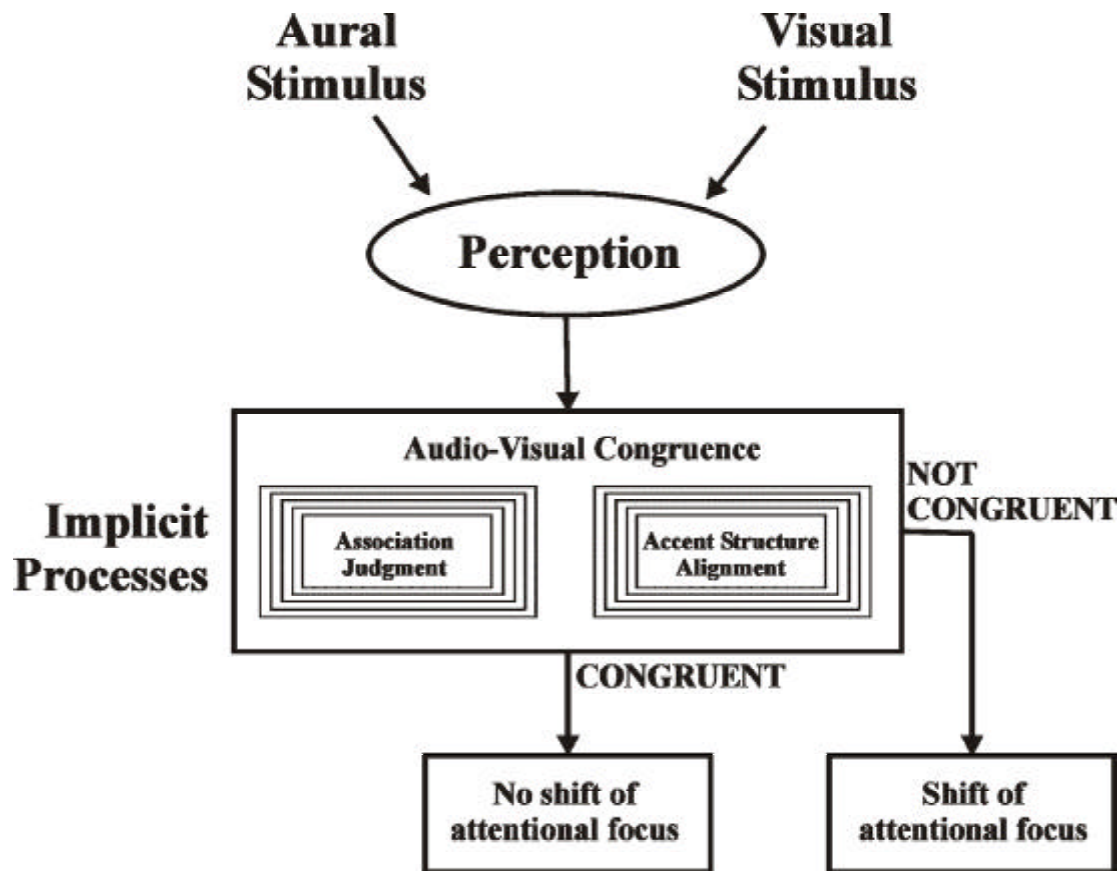 Aural
Stimulus
Visual
Stimulus
Perception
Audio-Visual Congruence
NOT
CONGRUENT
Implicit
Processes
Association
Judgment
Accent Structure
Alignment
CONGRUENT
No shift of
attentional focus
Shift of
attentional focus